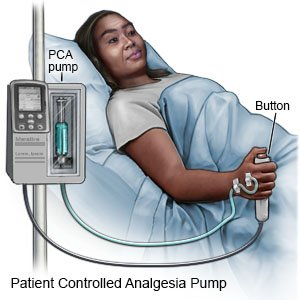 PCA
pump
Button
Patient Controlled Analgesia Pump